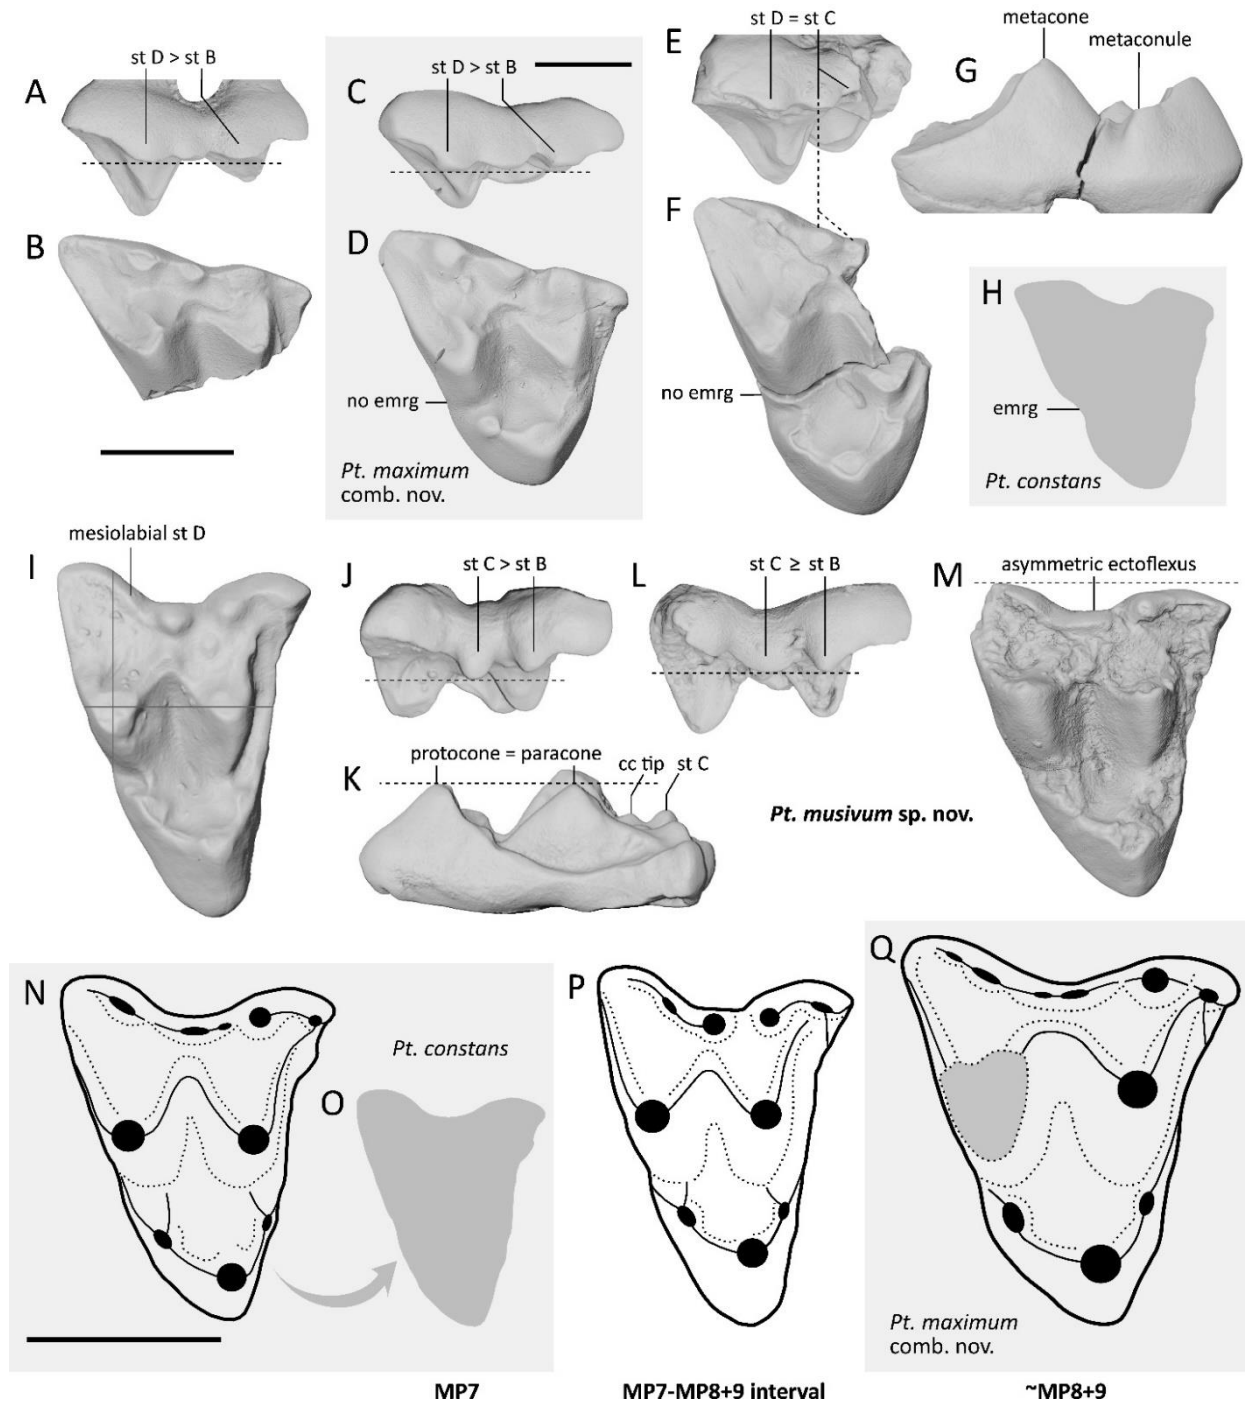 A
st D > st B
C
st D > st B
E
st D = st C
G
metacone
metaconule
B
D
no emrg
Pt. maximum
comb. nov.
F
no emrg
H
emrg
Pt. constans
I
mesiolabial st D
J
st C > st B
L
st C ≥ st B
M
asymmetric ectoflexus
K
protocone = paracone
cc tip
st C
Pt. musivum sp. nov.
N
Pt. constans
O
P
Q
Pt. maximum
comb. nov.
MP7
MP7-MP8+9 interval
~MP8+9